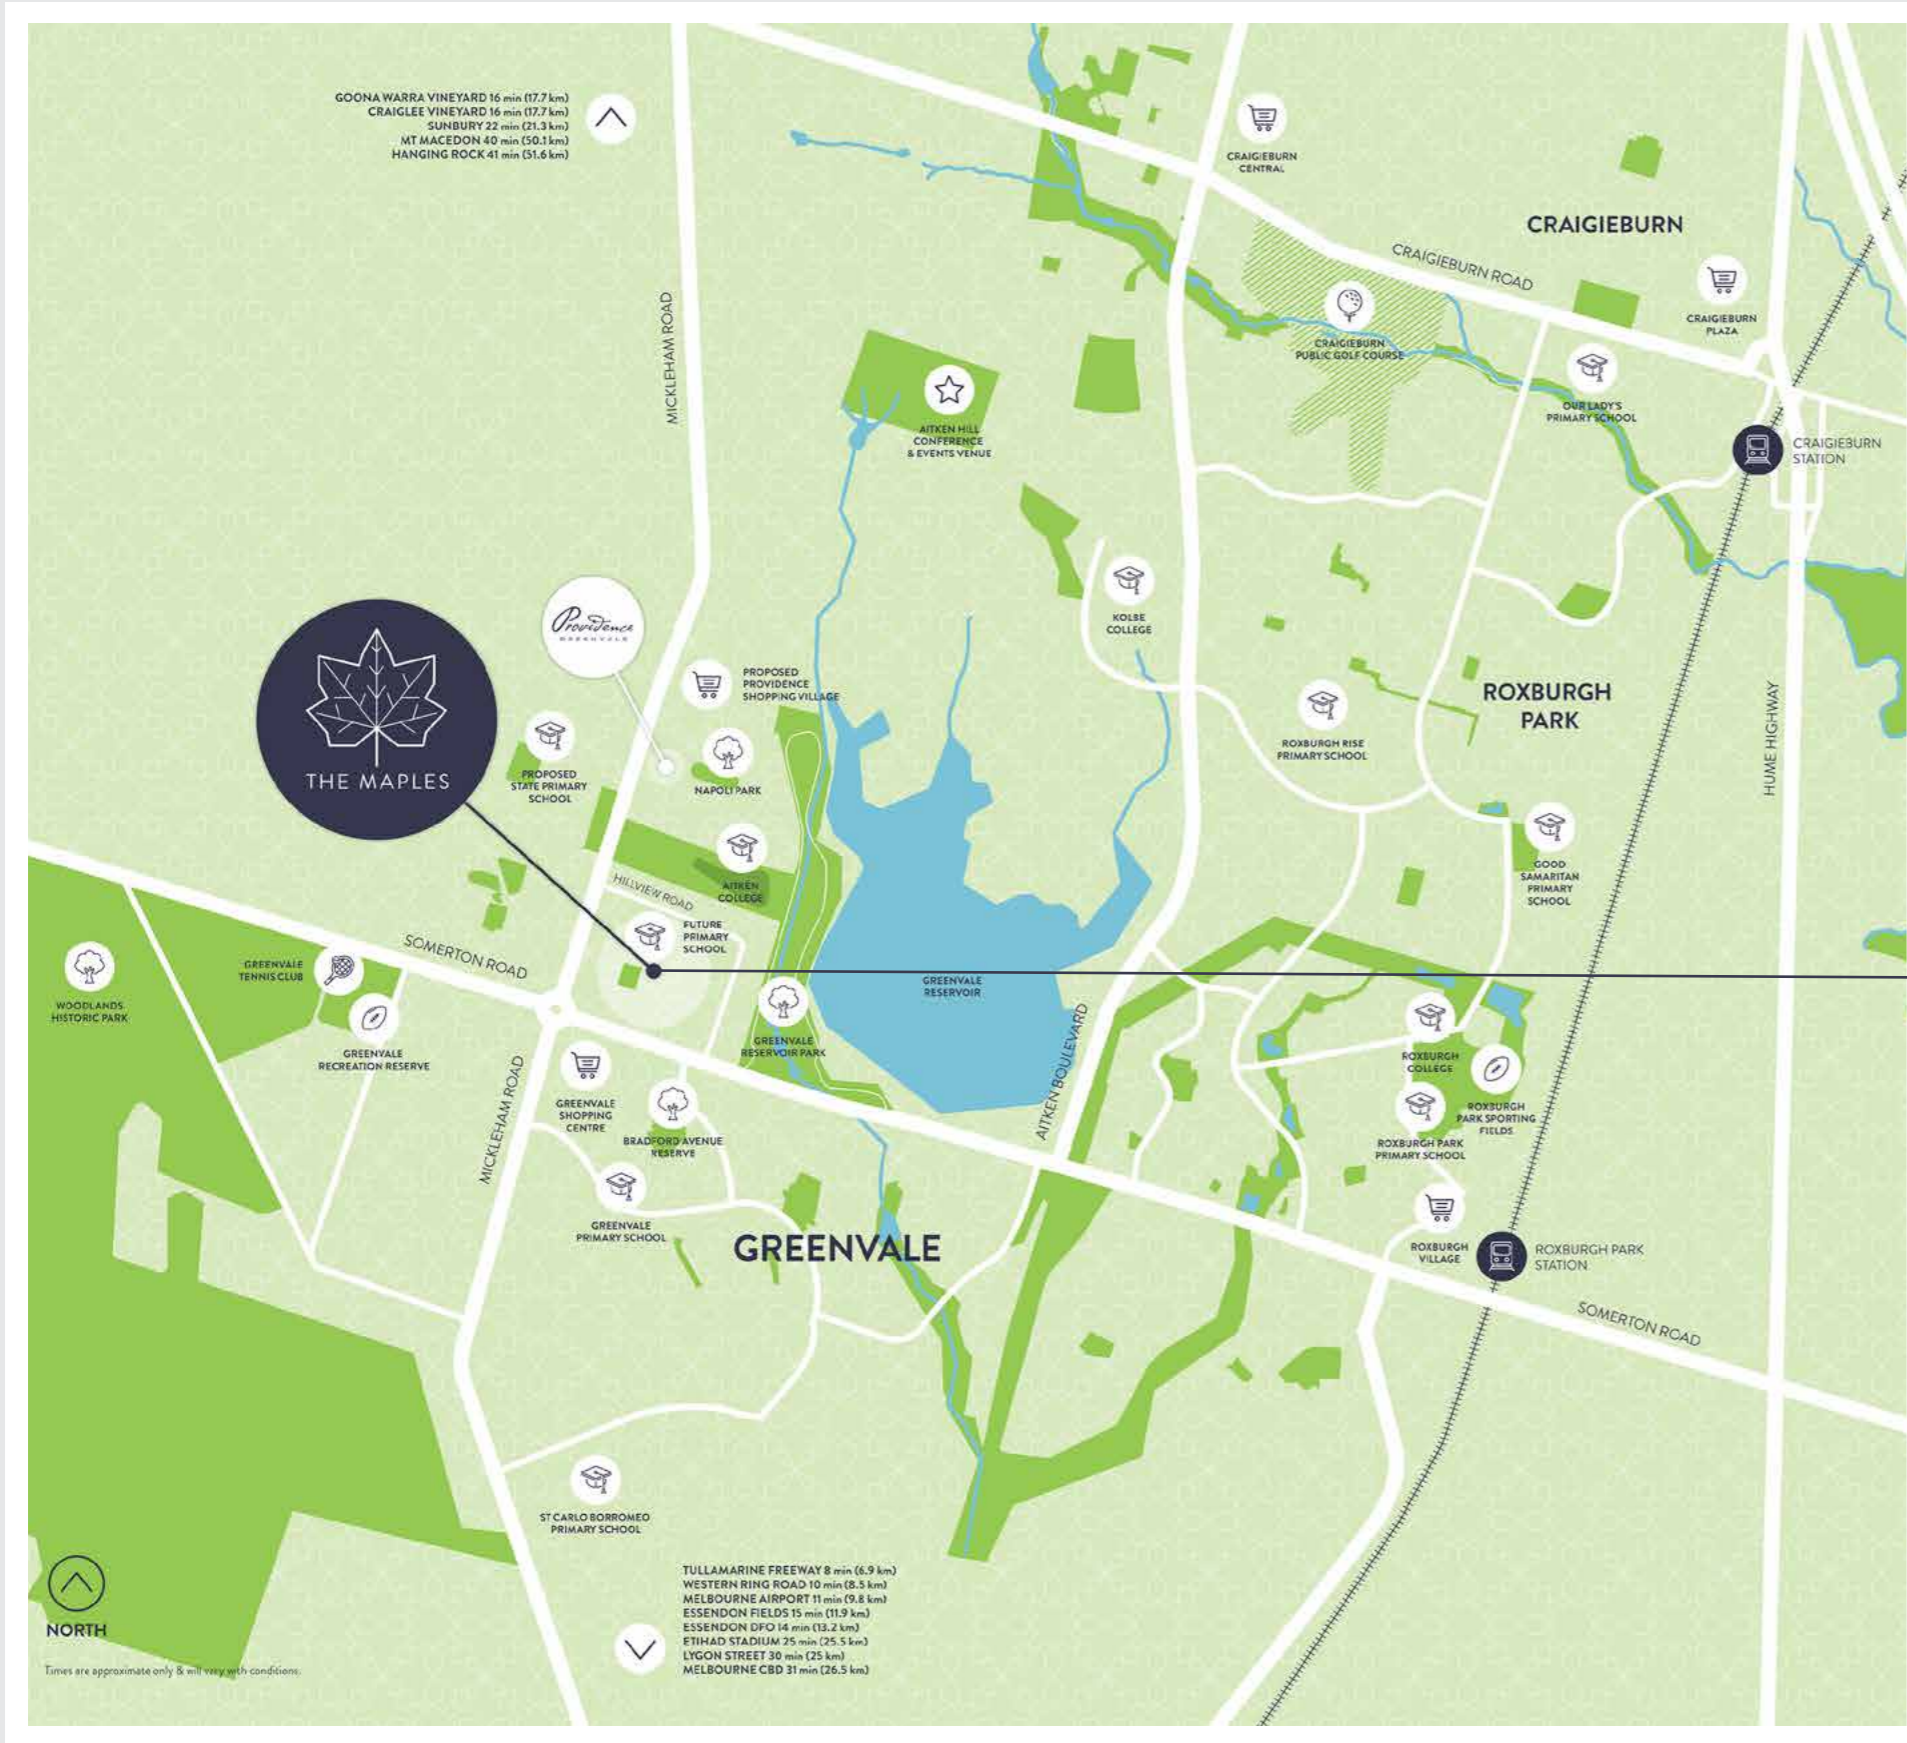 GOONA WARRA VINEYARD 16 min (17.7 km)
CRAIGLEE VINEYARD 16 min (17.7 km)
SUNBURY 22 min (21.3 km)
MT MACEDON 40 min (50.1 km)
HANGING ROCK 41 min (51.6 km)
CRAIGIEBURN
CENTRAL
CRAIGIEBURN
CRAIGIEBURN ROAD
CRAIGIEBURN
PLAZA
MICKLEHAM ROAD
CRAIGIEBURN
PUBLIC GOLF COURSE
OUR LADY'S
PRIMARY SCHOOL
AITKEN HILL
CONFERENCE
& EVENTS VENUE
CRAIGIEBURN
STATION
KOLBE
COLLEGE
Providence
GREENVALE
PROPOSED
PROVIDENCE
SHOPPING VILLAGE
ROXBURGH
PARK
HUME HIGHWAY
ROXBURGH RISE
PRIMARY SCHOOL
THE MAPLES
PROPOSED
STATE PRIMARY
SCHOOL
NAPOLI PARK
GOOD
SAMARITAN
PRIMARY
SCHOOL
HILLVIEW ROAD
AITKEN
COLLEGE
FUTURE
PRIMARY
SCHOOL
SOMERTON ROAD
GREENVALE
TENNIS CLUB
WOODLANDS
HISTORIC PARK
GREENVALE
RECREATION RESERVE
GREENVALE
RESERVOIR
GREENVALE
RESERVOIR PARK
AITKEN BOULEVARD
ROXBURGH
COLLEGE
ROXBURGH
PARK SPORTING
FIELDS
ROXBURGH PARK
PRIMARY SCHOOL
MICKLEHAM ROAD
GREENVALE
SHOPPING
CENTRE
BRADFORD AVENUE
RESERVE
GREENVALE
PRIMARY SCHOOL
GREENVALE
ROXBURGH
VILLAGE
ROXBURGH PARK
STATION
SOMERTON ROAD
ST CARLO BORROMEO
PRIMARY SCHOOL
TULLAMARINE FREEWAY 8 min (6.9 km)
WESTERN RING ROAD 10 min (8.5 km)
MELBOURNE AIRPORT 11 min (9.8 km)
ESSENDON FIELDS 15 min (11.9 km)
ESSENDON DFO 14 min (13.2 km)
ETIHAD STADIUM 25 min (25.5 km)
LYGON STREET 30 min (25 km)
MELBOURNE CBD 31 min (26.5 km)
NORTH
Times are approximate only & will vary with conditions.